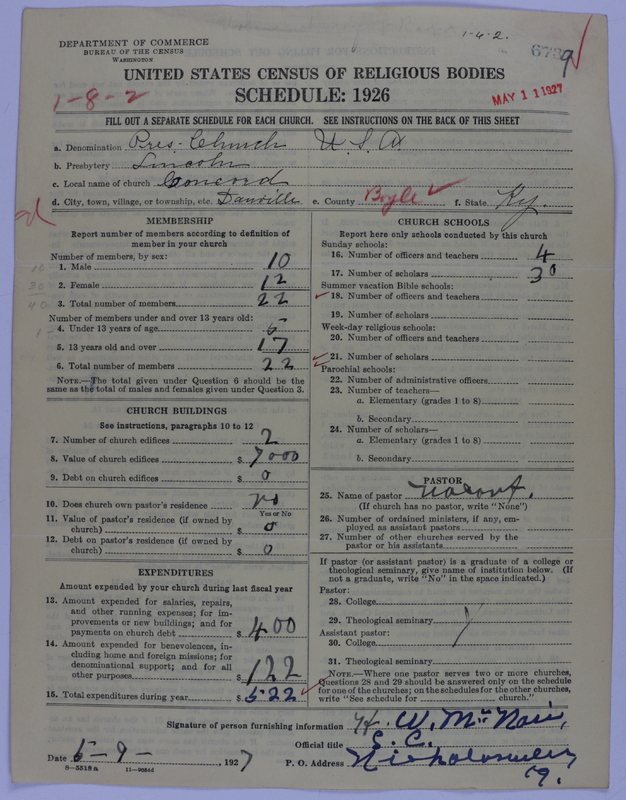 1-4-2.
DEPARTMENT OF COMMERCE
BUREAU OF THE CENSUS
WASHINGTON
6739
UNITED STATES CENSUS OF RELIGIOUS BODIES
1-8-2
SCHEDULE: 1926
MAY 11 1927
FILL OUT A SEPARATE SCHEDULE FOR EACH CHURCH. SEE INSTRUCTIONS ON THE BACK OF THIS SHEET
a. Denomination Pres. Church U.S.A
b. Presbytery Lincoln
c. Local name of church Concord
d. City, town, village, or township, etc. Danville e. County Boyle f. State Ky.
MEMBERSHIP
Report number of members according to definition of
member in your church
Number of members, by sex:
1. Male 10
2. Female 12
3. Total number of members 22
Number of members under and over 13 years old:
4. Under 13 years of age 5
5. 13 years old and over 17
6. Total number of members 22
NOTE.—The total given under Question 6 should be the
same as the total of males and females given under Question 3.
CHURCH BUILDINGS
See instructions, paragraphs 10 to 12
7. Number of church edifices 2
8. Value of church edifices $ 7000
9. Debt on church edifices $ 0
10. Does church own pastor's residence no
Yes or No
11. Value of pastor's residence (if owned by
church) $ 0
12. Debt on pastor's residence (if owned by
church) $ 0
EXPENDITURES
Amount expended by your church during last fiscal year
13. Amount expended for salaries, repairs,
and other running expenses; for im-
provements or new buildings; and for
payments on church debt $ 400
14. Amount expended for benevolences, in-
cluding home and foreign missions; for
denominational support; and for all
other purposes $ 122
15. Total expenditures during year $ 522
CHURCH SCHOOLS
Report here only schools conducted by this church
Sunday schools:
16. Number of officers and teachers 4
17. Number of scholars 30
Summer vacation Bible schools:
18. Number of officers and teachers
19. Number of scholars
Week-day religious schools:
20. Number of officers and teachers
21. Number of scholars
Parochial schools:
22. Number of administrative officers
23. Number of teachers—
a. Elementary (grades 1 to 8)
b. Secondary
24. Number of scholars—
a. Elementary (grades 1 to 8)
b. Secondary
PASTOR
25. Name of pastor
(If church has no pastor, write "None")
26. Number of ordained ministers, if any, em-
ployed as assistant pastors
27. Number of other churches served by the
pastor or his assistants
If pastor (or assistant pastor) is a graduate of a college or
theological seminary, give name of institution below. (If
not a graduate, write "No" in the space indicated.)
Pastor:
28. College
29. Theological seminary
Assistant pastor:
30. College
31. Theological seminary
NOTE.—Where one pastor serves two or more churches,
Questions 28 and 29 should be answered only on the schedule
for one of the churches; on the schedules for the other churches,
write "See schedule for church."
Signature of person furnishing information W. McNair,
Official title S. C.
Date 5-9- 1927 P. O. Address
8-5518 a 11-9056d